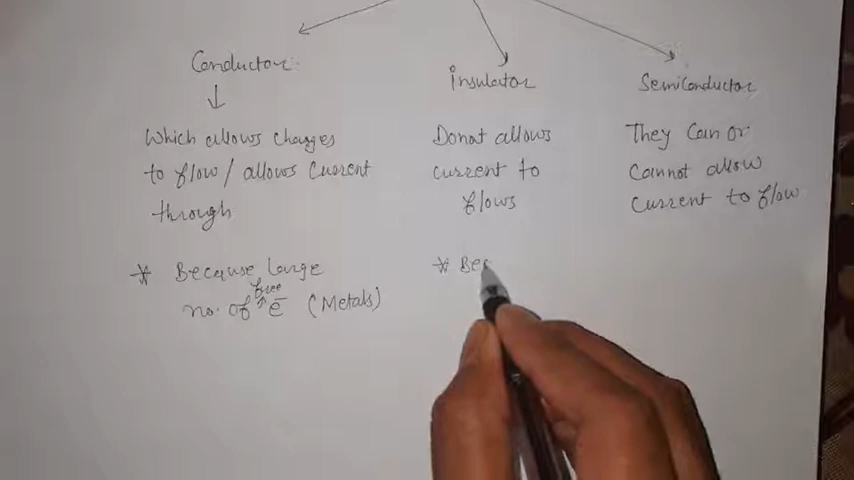 Conductor
Which allows charges
to flow / allows current
through
* Because large
free
no. of e̅ (Metals)
insulator
Donot allows
current to
flows
* Bec
Semiconductor
They Can or
Cannot allow
current to flow